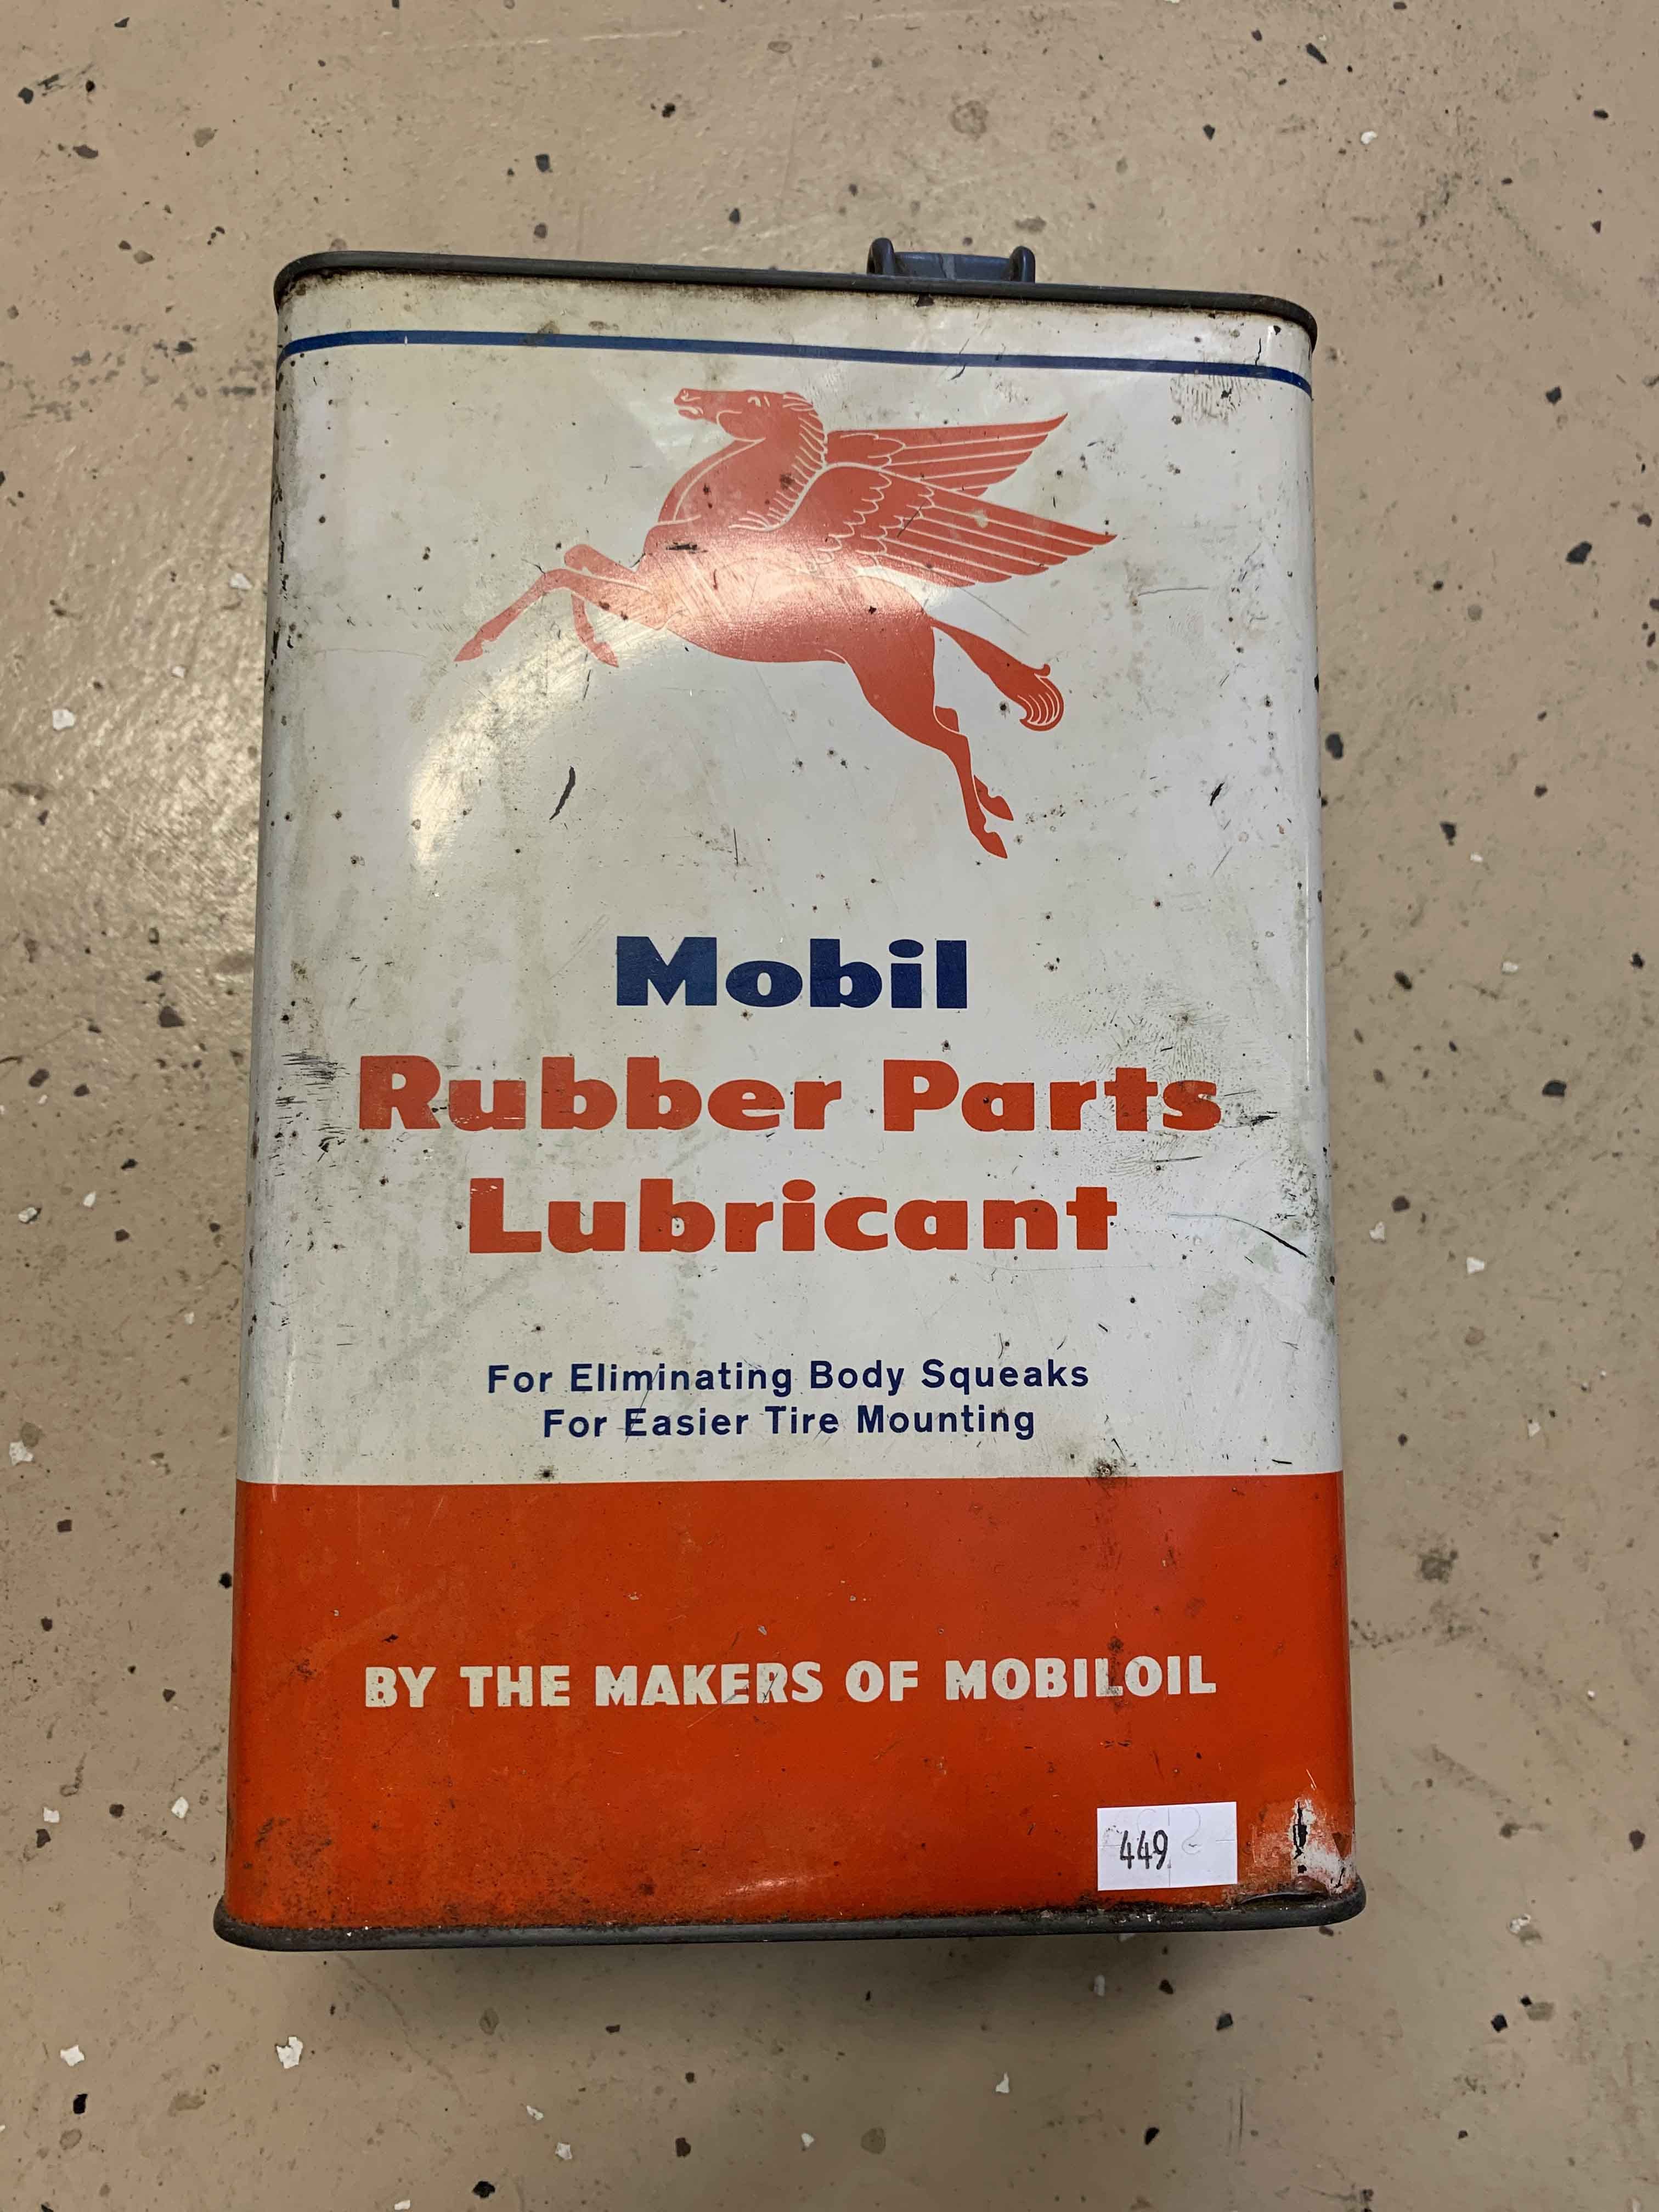 Mobil
Rubber Parts
Lubricant
For Eliminating Body Squeaks
For Easier Tire Mounting
BY THE MAKERS OF MOBILOIL
449